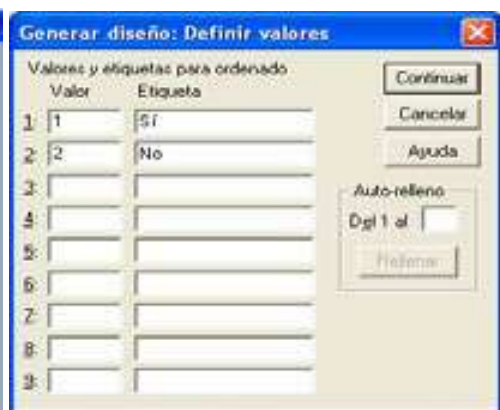 Generar diseño: Definir valores
Valores y etiquetas para ordenado
Valor Etiqueta
1: 1 Sí
2: 2 No
3:
4:
5:
6:
7:
8:
9:
Continuar
Cancelar
Ayuda
Auto-relleno
Del 1 al
Rellenar